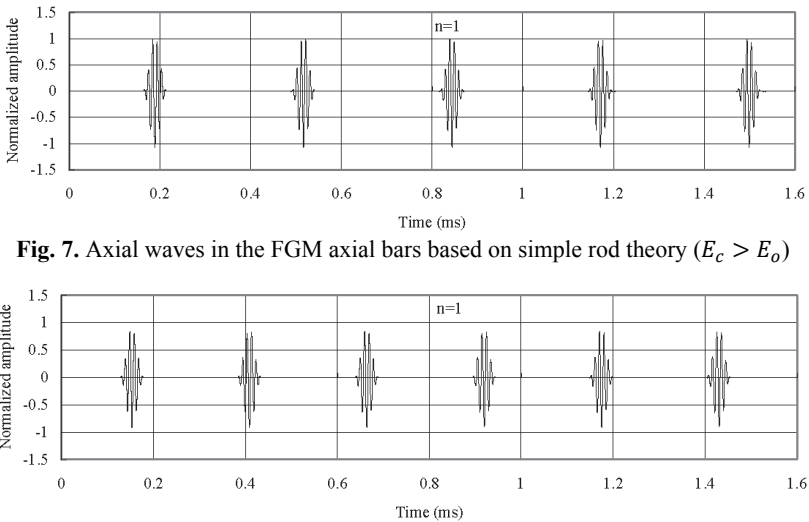 1.5
n=1
1
0.5
0
-0.5
-1
-1.5
Normalized amplitude
0 0.2 0.4 0.6 0.8 1 1.2 1.4 1.6
Time (ms)
Fig. 7. Axial waves in the FGM axial bars based on simple rod theory (E_c > E_o)
1.5
n=1
1
0.5
0
-0.5
-1
-1.5
Normalized amplitude
0 0.2 0.4 0.6 0.8 1 1.2 1.4 1.6
Time (ms)